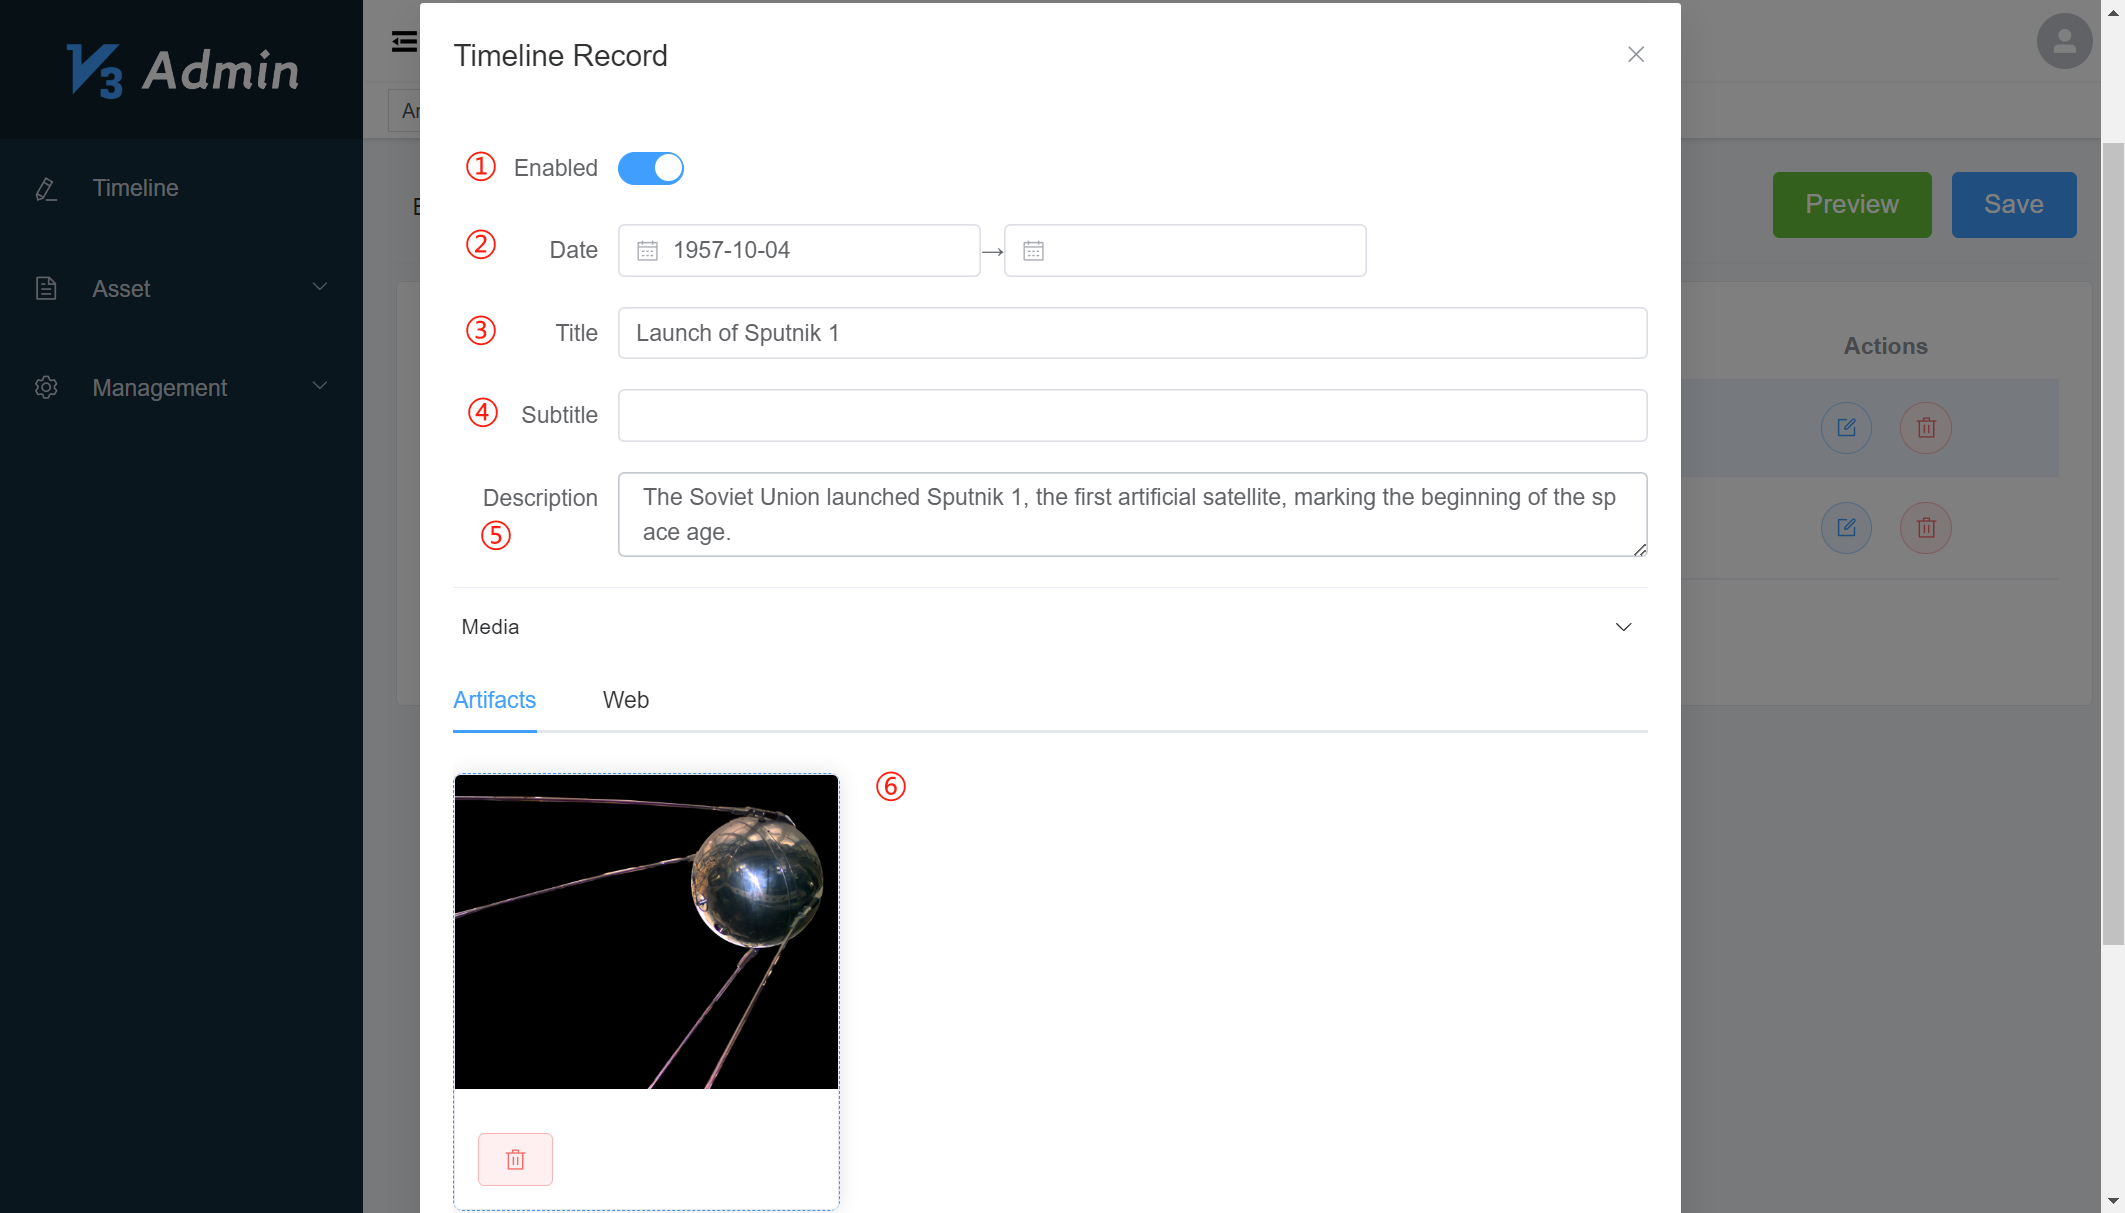 V3 Admin
Timeline
Asset
Management
Timeline Record
① Enabled
② Date 1957-10-04 →
③ Title Launch of Sputnik 1
④ Subtitle
Description The Soviet Union launched Sputnik 1, the first artificial satellite, marking the beginning of the sp
ace age.
⑤
Media
Artifacts Web
⑥
Preview Save
Actions